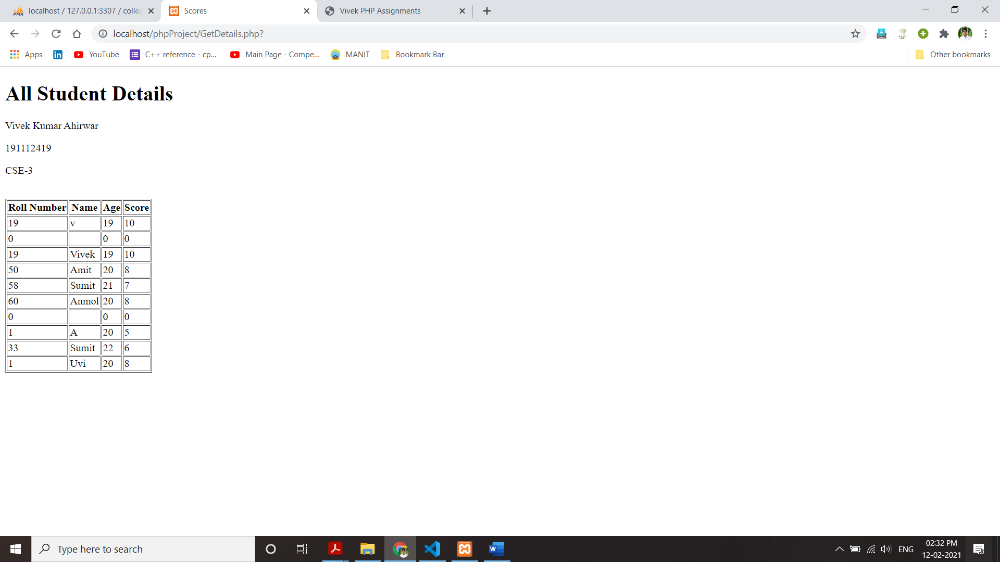 localhost / 127.0.0.1:3307 / colleg
Scores
Vivek PHP Assignments
localhost/phpProject/GetDetails.php?
Apps YouTube C++ reference - cp... Main Page - Compe... MANIT Bookmark Bar Other bookmarks
All Student Details
Vivek Kumar Ahirwar
191112419
CSE-3
Roll Number Name Age Score
19 v 19 10
0 0 0
19 Vivek 19 10
50 Amit 20 8
58 Sumit 21 7
60 Anmol 20 8
0 0 0
1 A 20 5
33 Sumit 22 6
1 Uvi 20 8
Type here to search
ENG
02:32 PM
12-02-2021